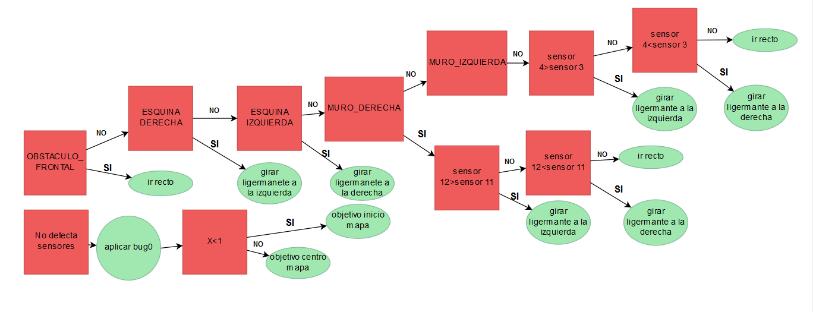 OBSTACULO_
FRONTAL
NO
SI
ir recto
ESQUINA
DERECHA
NO
SI
girar
ligermanete a
la izquierda
ESQUINA
IZQUIERDA
NO
SI
girar
ligermanele a
la derecha
MURO_DERECHA
NO
SI
MURO_IZQUIERDA
NO
sensor
4>sensor 3
NO
SI
girar
ligermante a la
izquierda
sensor
4<sensor 3
NO
ir recto
SI
girar
ligermante a la
derecha
sensor
12>sensor 11
NO
SI
girar
ligermante a la
izquierda
sensor
12<sensor 11
NO
ir recto
SI
girar
ligermante a la
derecha
No defecta
sensores
aplicar bug0
X<1
SI
objetivo inicio
mapa
NO
objetivo centro
mapa